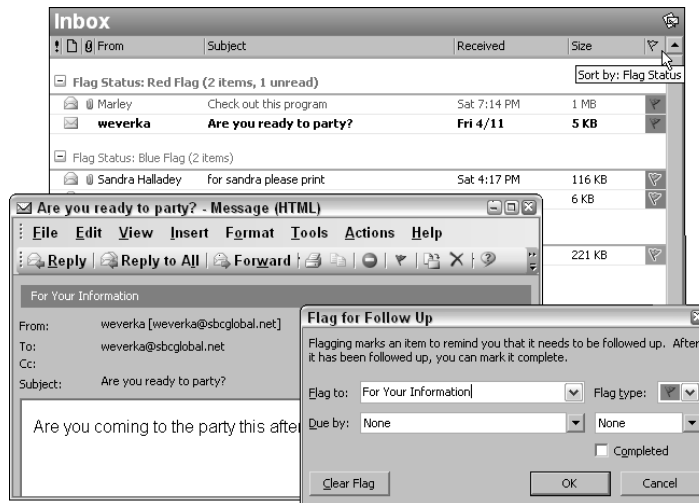 Inbox
! From Subject Received Size
Sort by: Flag Status
Flag Status: Red Flag (2 items, 1 unread)
Marley Check out this program Sat 7:14 PM 1 MB
weverka Are you ready to party? Fri 4/11 5 KB
Flag Status: Blue Flag (2 items)
Sandra Halladey for sandra please print Sat 4:17 PM 116 KB
6 KB
221 KB
Are you ready to party? - Message (HTML)
File Edit View Insert Format Tools Actions Help
Reply Reply to All Forward
For Your Information
From: weverka [weverka@sbcglobal.net]
To: weverka@sbcglobal.net
Cc:
Subject: Are you ready to party?
Are you coming to the party this after
Flag for Follow Up
Flagging marks an item to remind you that it needs to be followed up. After
it has been followed up, you can mark it complete.
Flag to: For Your Information Flag type:
Due by: None None
Completed
Clear Flag OK Cancel